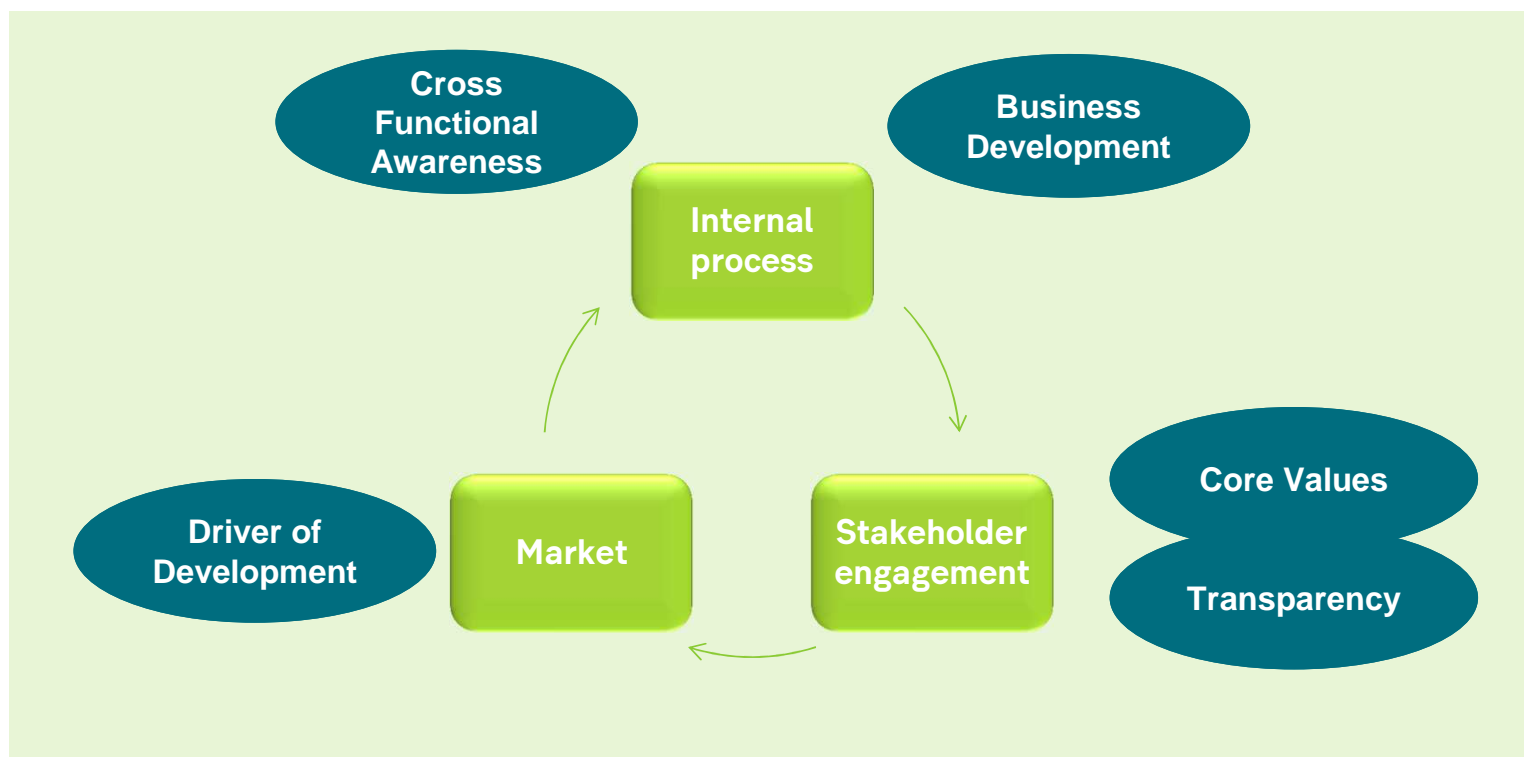 Cross
Functional
Awareness
Business
Development
Internal
process
Core Values
Driver of
Development
Market
Stakeholder
engagement
Transparency